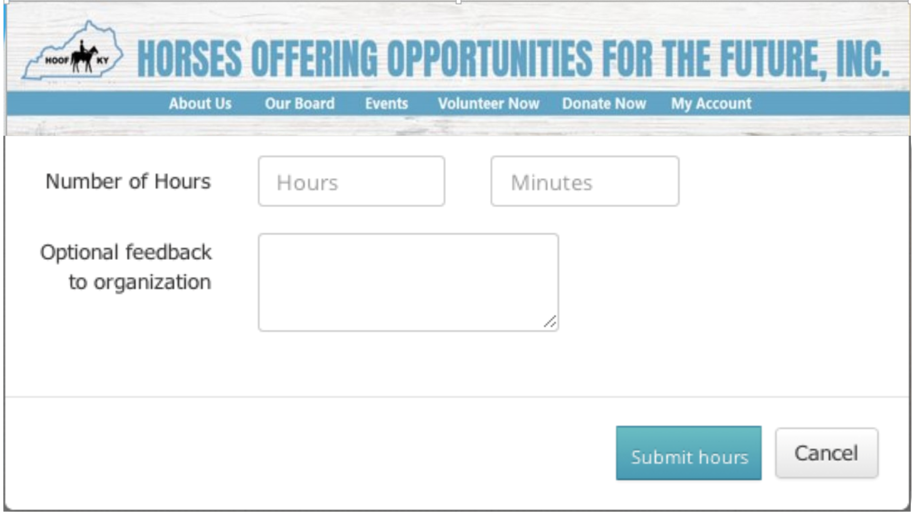 HOOF KY
HORSES OFFERING OPPORTUNITIES FOR THE FUTURE, INC.
About Us Our Board Events Volunteer Now Donate Now My Account
Number of Hours Hours Minutes
Optional feedback
to organization
Submit hours Cancel